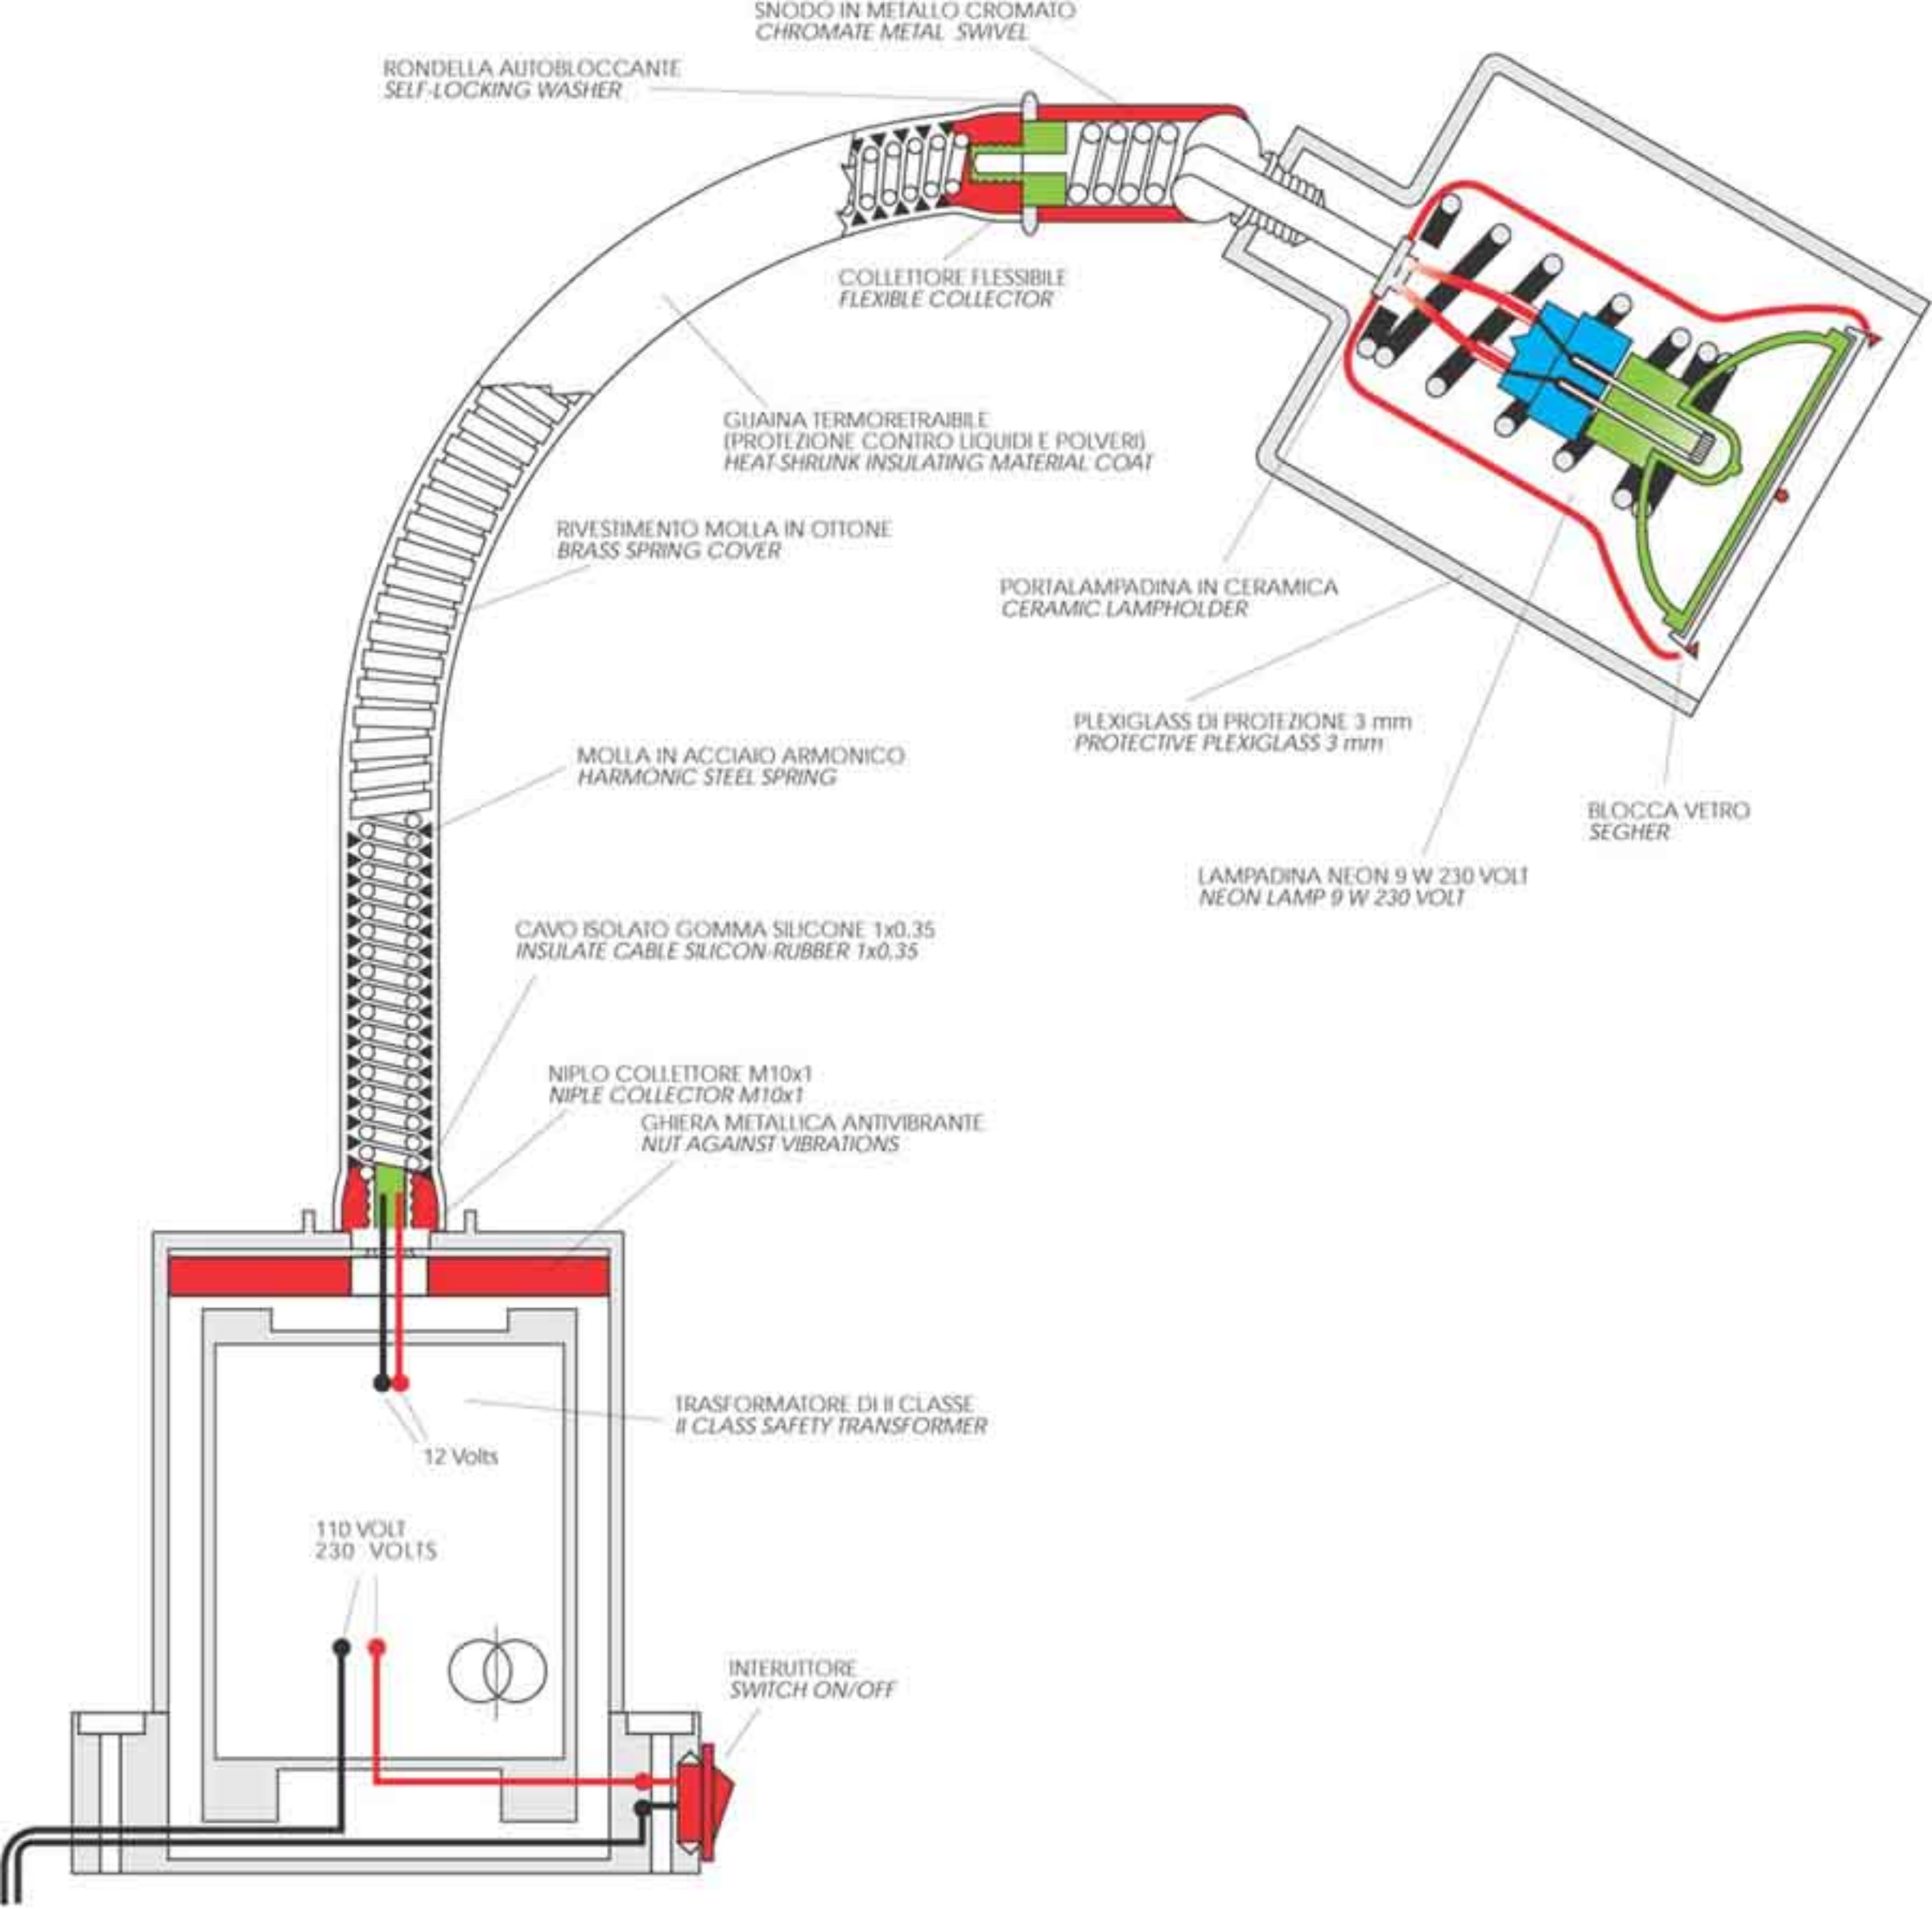 SNODO IN METALLO CROMATO
CHROMATE METAL SWIVEL
RONDELLA AUTOBLOCCANTE
SELF-LOCKING WASHER
COLLETTORE FLESSIBILE
FLEXIBLE COLLECTOR
GUAINA TERMORETRAIBILE
(PROTEZIONE CONTRO LIQUIDI E POLVERI)
HEAT-SHRUNK INSULATING MATERIAL COAT
RIVESTIMENTO MOLLA IN OTTONE
BRASS SPRING COVER
PORTALAMPADINA IN CERAMICA
CERAMIC LAMPHOLDER
PLEXIGLASS DI PROTEZIONE 3 mm
PROTECTIVE PLEXIGLASS 3 mm
MOLLA IN ACCIAIO ARMONICO
HARMONIC STEEL SPRING
BLOCCA VETRO
SEGHER
LAMPADINA NEON 9 W 230 VOLT
NEON LAMP 9 W 230 VOLT
CAVO ISOLATO GOMMA SILICONE 1x0.35
INSULATE CABLE SILICON-RUBBER 1x0.35
NIPLO COLLETTORE M10x1
NIPLE COLLECTOR M10x1
GHIERA METALLICA ANTIVIBRANTE
NUT AGAINST VIBRATIONS
TRASFORMATORE DI II CLASSE
II CLASS SAFETY TRANSFORMER
12 Volts
110 VOLT
230 VOLTS
INTERUTTORE
SWITCH ON/OFF